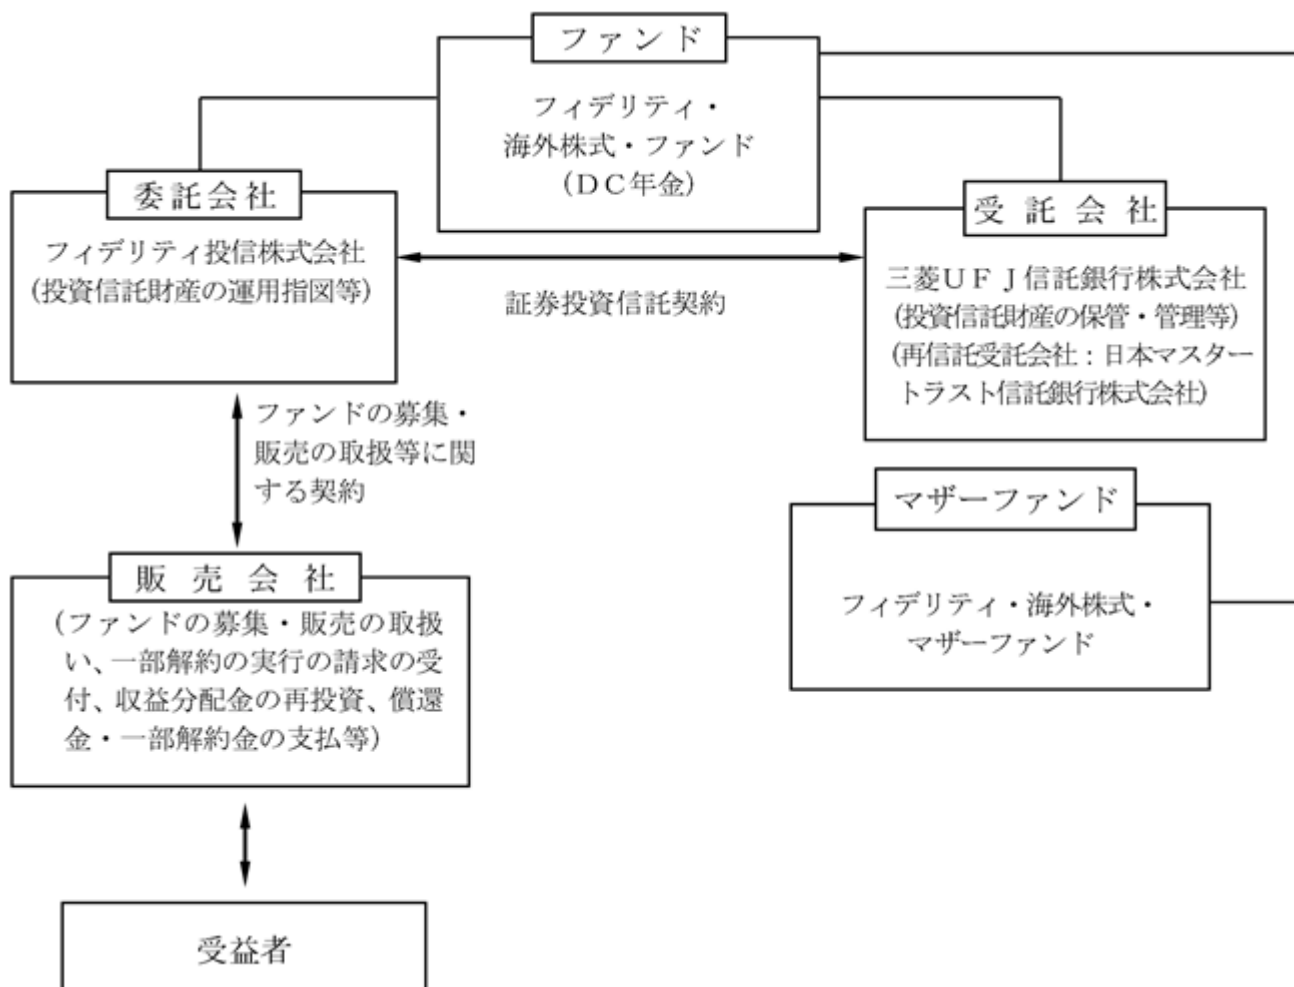 ファンド
フィデリティ・
海外株式・ファンド
（ＤＣ年金）
委託会社
フィデリティ投信株式会社
（投資信託財産の運用指図等）
証券投資信託契約
受託会社
三菱ＵＦＪ信託銀行株式会社
（投資信託財産の保管・管理等）
（再信託受託会社：日本マスター
トラスト信託銀行株式会社）
ファンドの募集・
販売の取扱等に関
する契約
マザーファンド
フィデリティ・海外株式・
マザーファンド
販売会社
（ファンドの募集・販売の取扱
い、一部解約の実行の請求の受
付、収益分配金の再投資、償還
金・一部解約金の支払等）
受益者